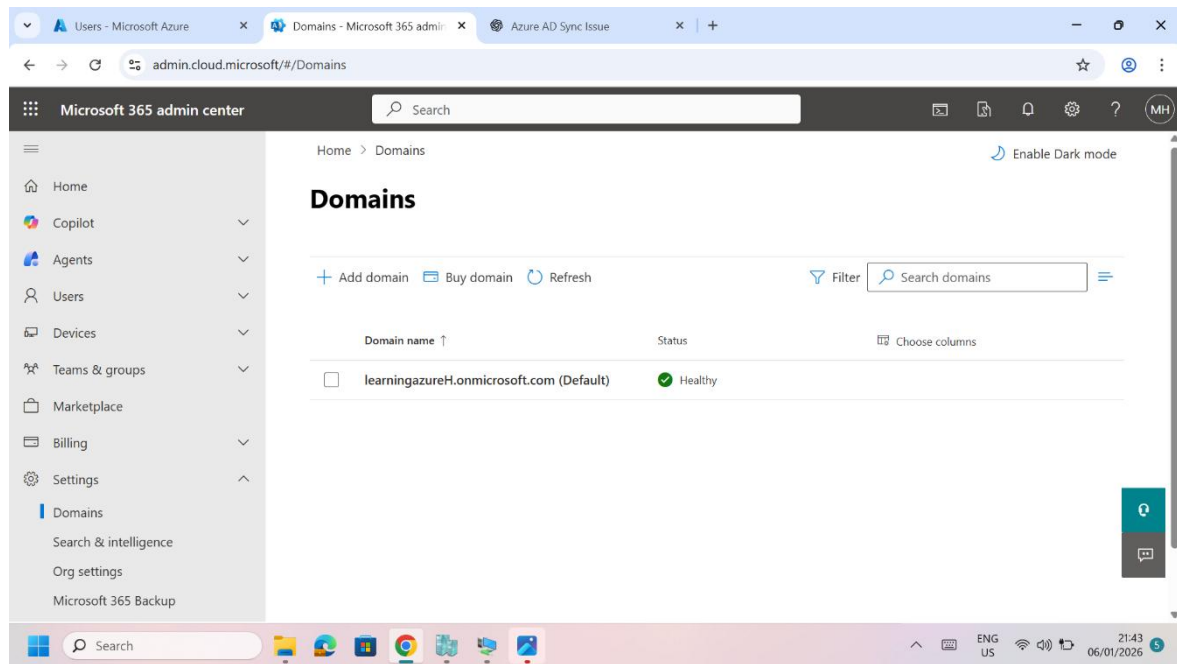 Users - Microsoft Azure
Domains - Microsoft 365 admin
Azure AD Sync Issue
admin.cloud.microsoft/#/Domains
Microsoft 365 admin center
Search
MH
Home > Domains
Enable Dark mode
Domains
Add domain
Buy domain
Refresh
Filter
Search domains
Domain name ↑
Status
Choose columns
learningazureH.onmicrosoft.com (Default)
Healthy
Home
Copilot
Agents
Users
Devices
Teams & groups
Marketplace
Billing
Settings
Domains
Search & intelligence
Org settings
Microsoft 365 Backup
Search
ENG
US
21:43
06/01/2026
5